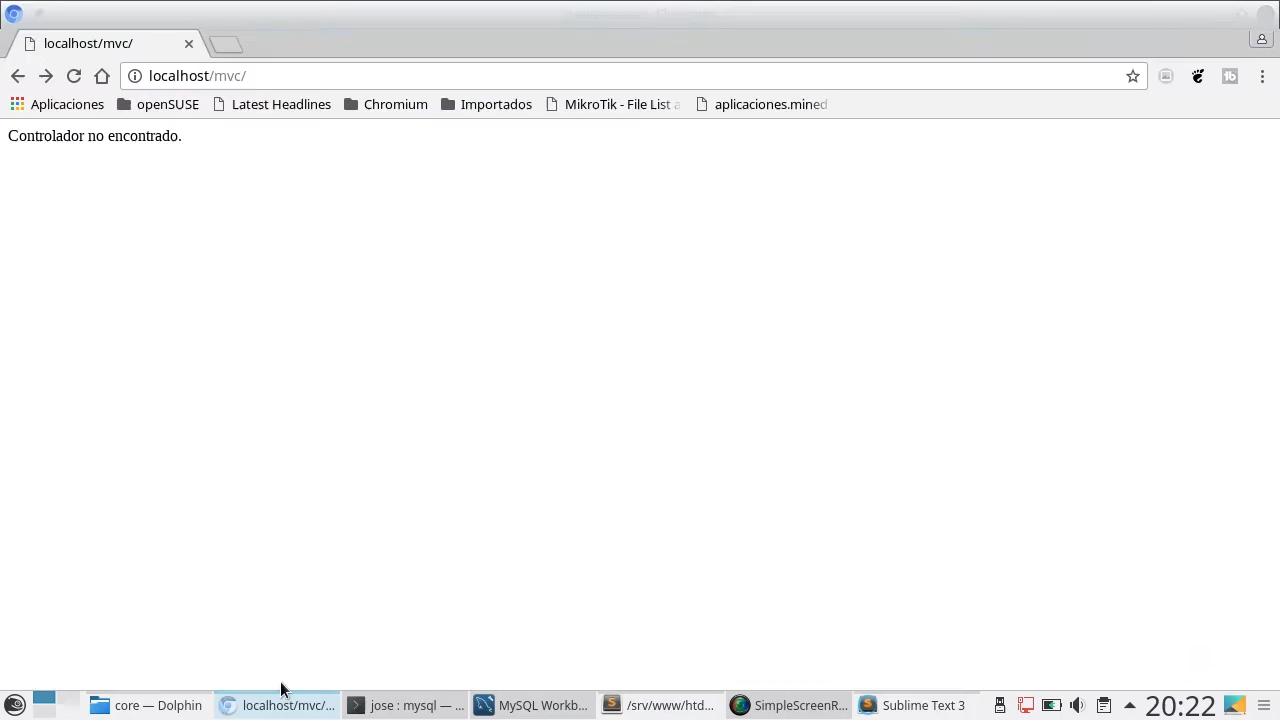 localhost/mvc/
localhost/mvc/
Aplicaciones openSUSE Latest Headlines Chromium Importados MikroTik - File List a aplicaciones.mined
Controlador no encontrado.
core — Dolphin localhost/mvc/... jose : mysql — ... MySQL Workb... /srv/www/htd... SimpleScreenR... Sublime Text 3 20:22